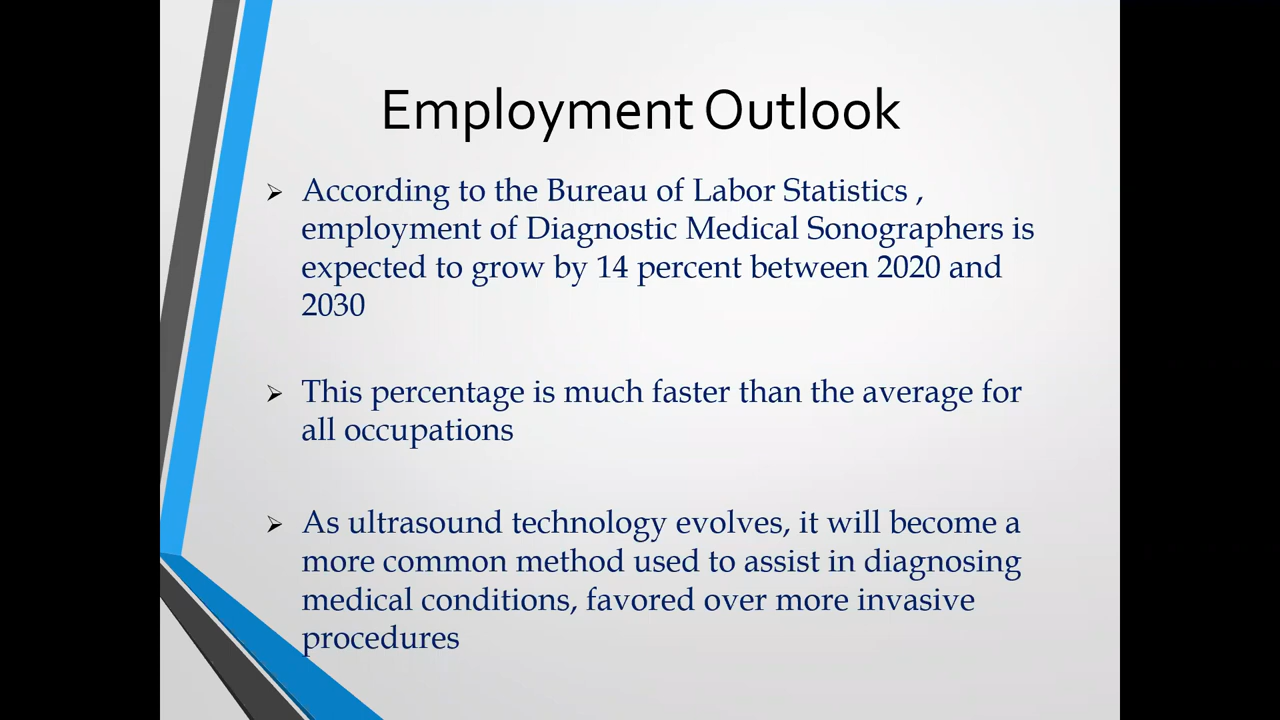 Employment Outlook
According to the Bureau of Labor Statistics ,
employment of Diagnostic Medical Sonographers is
expected to grow by 14 percent between 2020 and
2030
This percentage is much faster than the average for
all occupations
As ultrasound technology evolves, it will become a
more common method used to assist in diagnosing
medical conditions, favored over more invasive
procedures